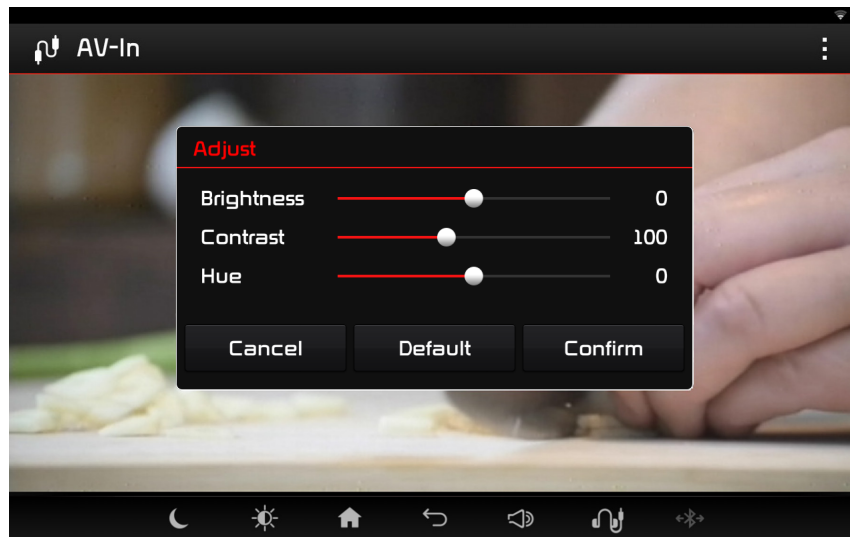 AV-In
Adjust
Brightness 0
Contrast 100
Hue 0
Cancel Default Confirm